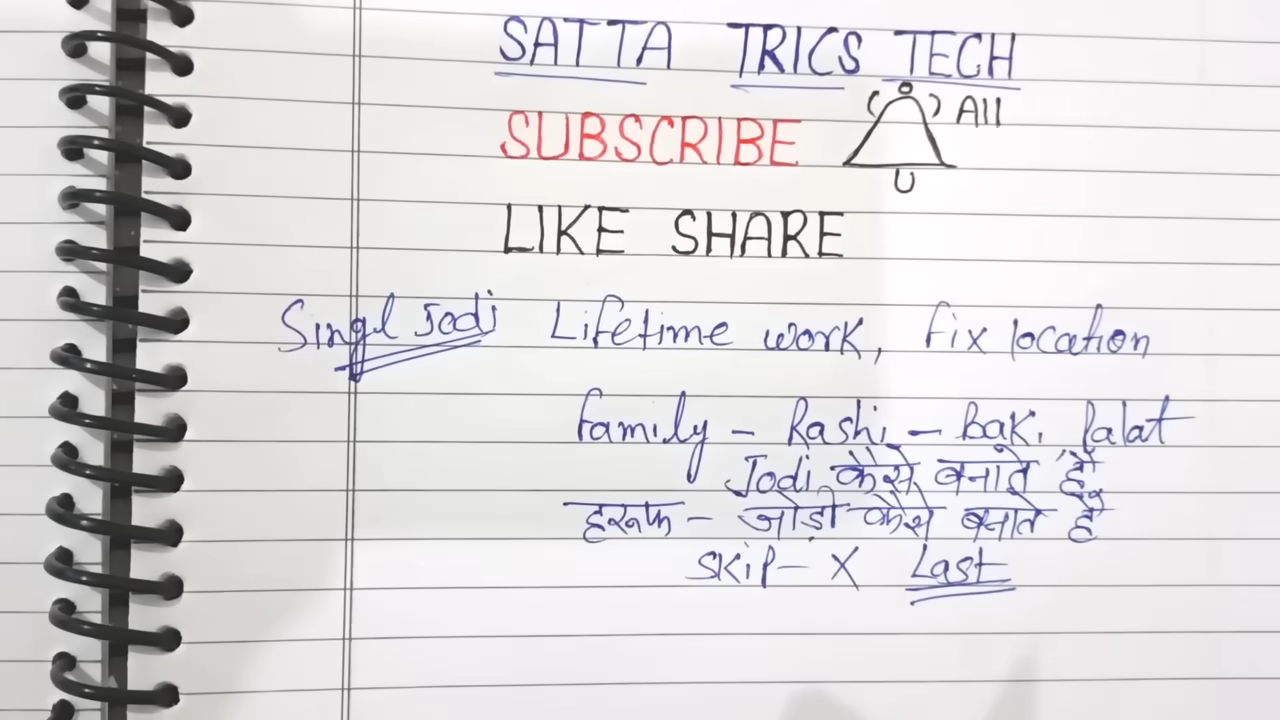 SATTA TRICS TECH
SUBSCRIBE All
LIKE SHARE
Singl Jodi Lifetime work, fix location
family - Rashi - Bak, Palat
Jodi कैसे बनाते हैं
हरूफ - जोड़ी कैसे बनाते हैं
SKIP - X Last